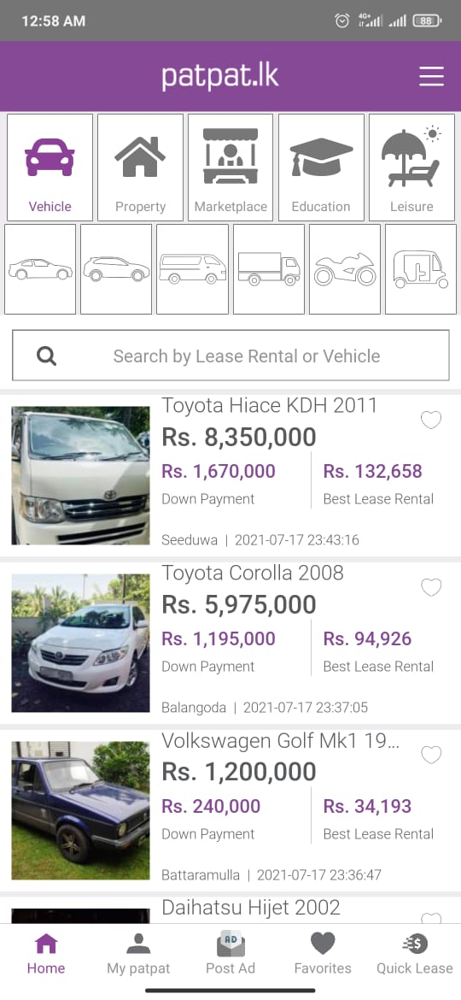 12:58 AM
4G+ 88
patpat.lk
Vehicle Property Marketplace Education Leisure
Search by Lease Rental or Vehicle
Toyota Hiace KDH 2011
Rs. 8,350,000
Rs. 1,670,000 Rs. 132,658
Down Payment Best Lease Rental
Seeduwa | 2021-07-17 23:43:16
Toyota Corolla 2008
Rs. 5,975,000
Rs. 1,195,000 Rs. 94,926
Down Payment Best Lease Rental
Balangoda | 2021-07-17 23:37:05
Volkswagen Golf Mk1 19...
Rs. 1,200,000
Rs. 240,000 Rs. 34,193
Down Payment Best Lease Rental
Battaramulla | 2021-07-17 23:36:47
Daihatsu Hijet 2002
AD
Home My patpat Post Ad Favorites Quick Lease